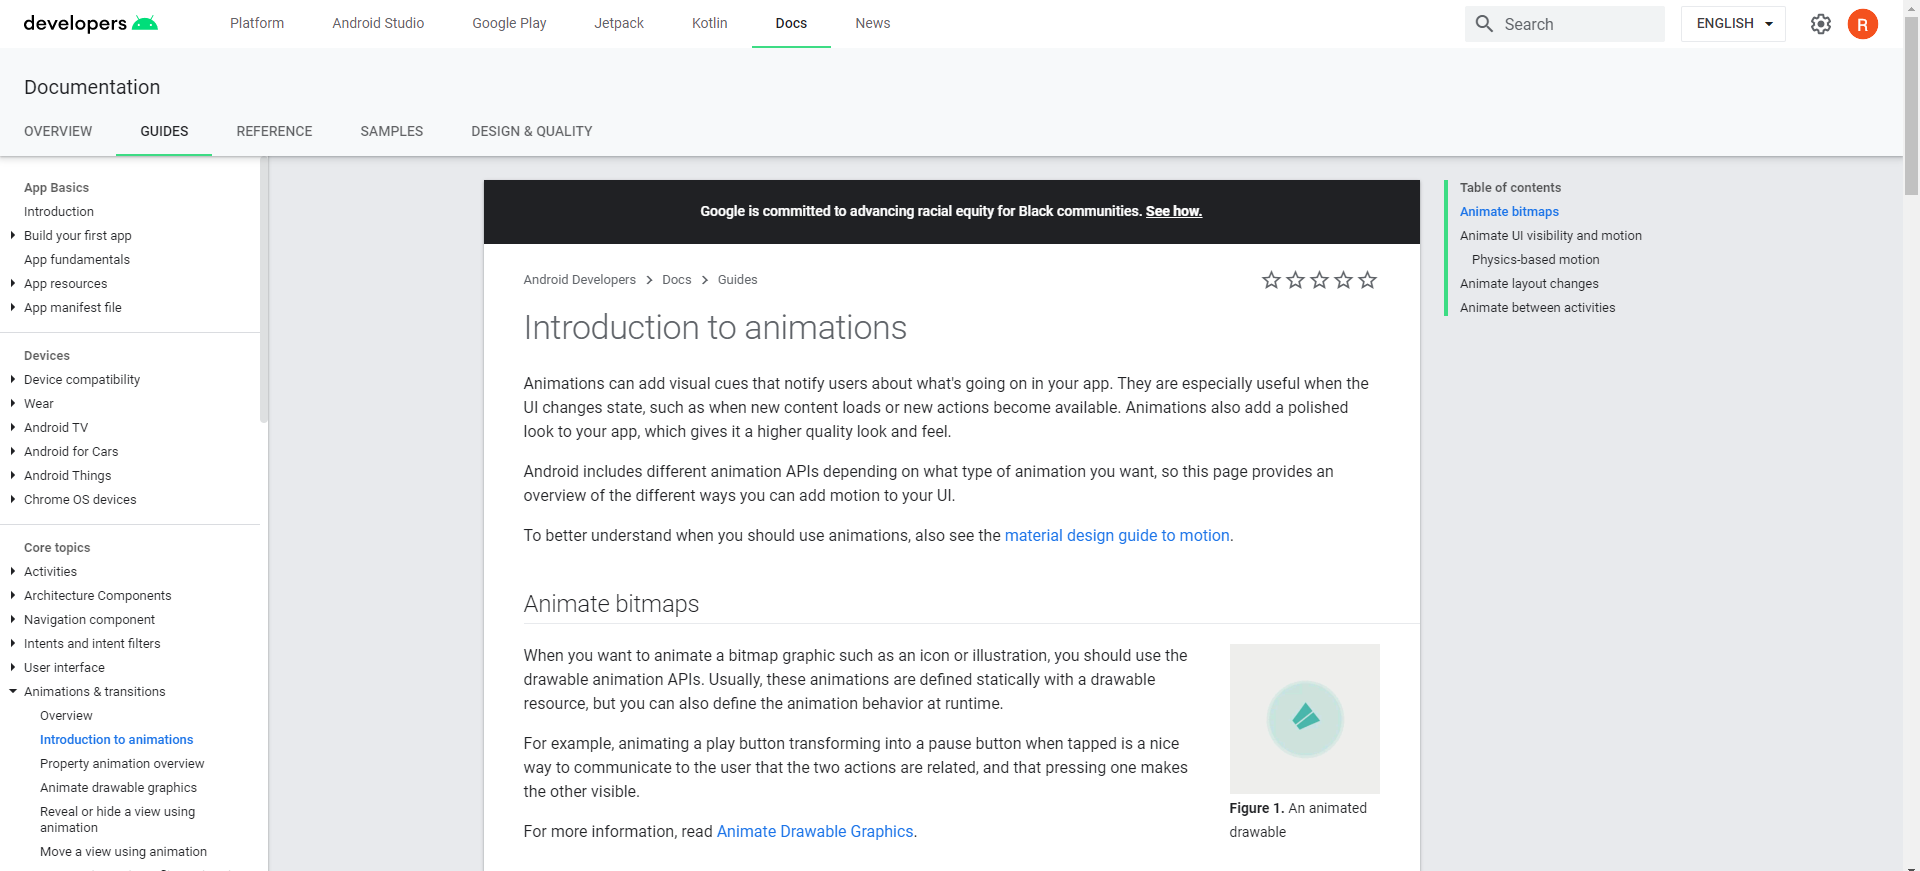 developers
Platform
Android Studio
Google Play
Jetpack
Kotlin
Docs
News
Search
ENGLISH
R
Documentation
OVERVIEW
GUIDES
REFERENCE
SAMPLES
DESIGN & QUALITY
App Basics
Introduction
Build your first app
App fundamentals
App resources
App manifest file
Devices
Device compatibility
Wear
Android TV
Android for Cars
Android Things
Chrome OS devices
Core topics
Activities
Architecture Components
Navigation component
Intents and intent filters
User interface
Animations & transitions
Overview
Introduction to animations
Property animation overview
Animate drawable graphics
Reveal or hide a view using
animation
Move a view using animation
Google is committed to advancing racial equity for Black communities. See how.
Android Developers
Docs
Guides
Introduction to animations
Animations can add visual cues that notify users about what's going on in your app. They are especially useful when the
UI changes state, such as when new content loads or new actions become available. Animations also add a polished
look to your app, which gives it a higher quality look and feel.
Android includes different animation APIs depending on what type of animation you want, so this page provides an
overview of the different ways you can add motion to your UI.
To better understand when you should use animations, also see the material design guide to motion.
Animate bitmaps
When you want to animate a bitmap graphic such as an icon or illustration, you should use the
drawable animation APIs. Usually, these animations are defined statically with a drawable
resource, but you can also define the animation behavior at runtime.
For example, animating a play button transforming into a pause button when tapped is a nice
way to communicate to the user that the two actions are related, and that pressing one makes
the other visible.
For more information, read Animate Drawable Graphics.
Figure 1. An animated
drawable
Table of contents
Animate bitmaps
Animate UI visibility and motion
Physics-based motion
Animate layout changes
Animate between activities